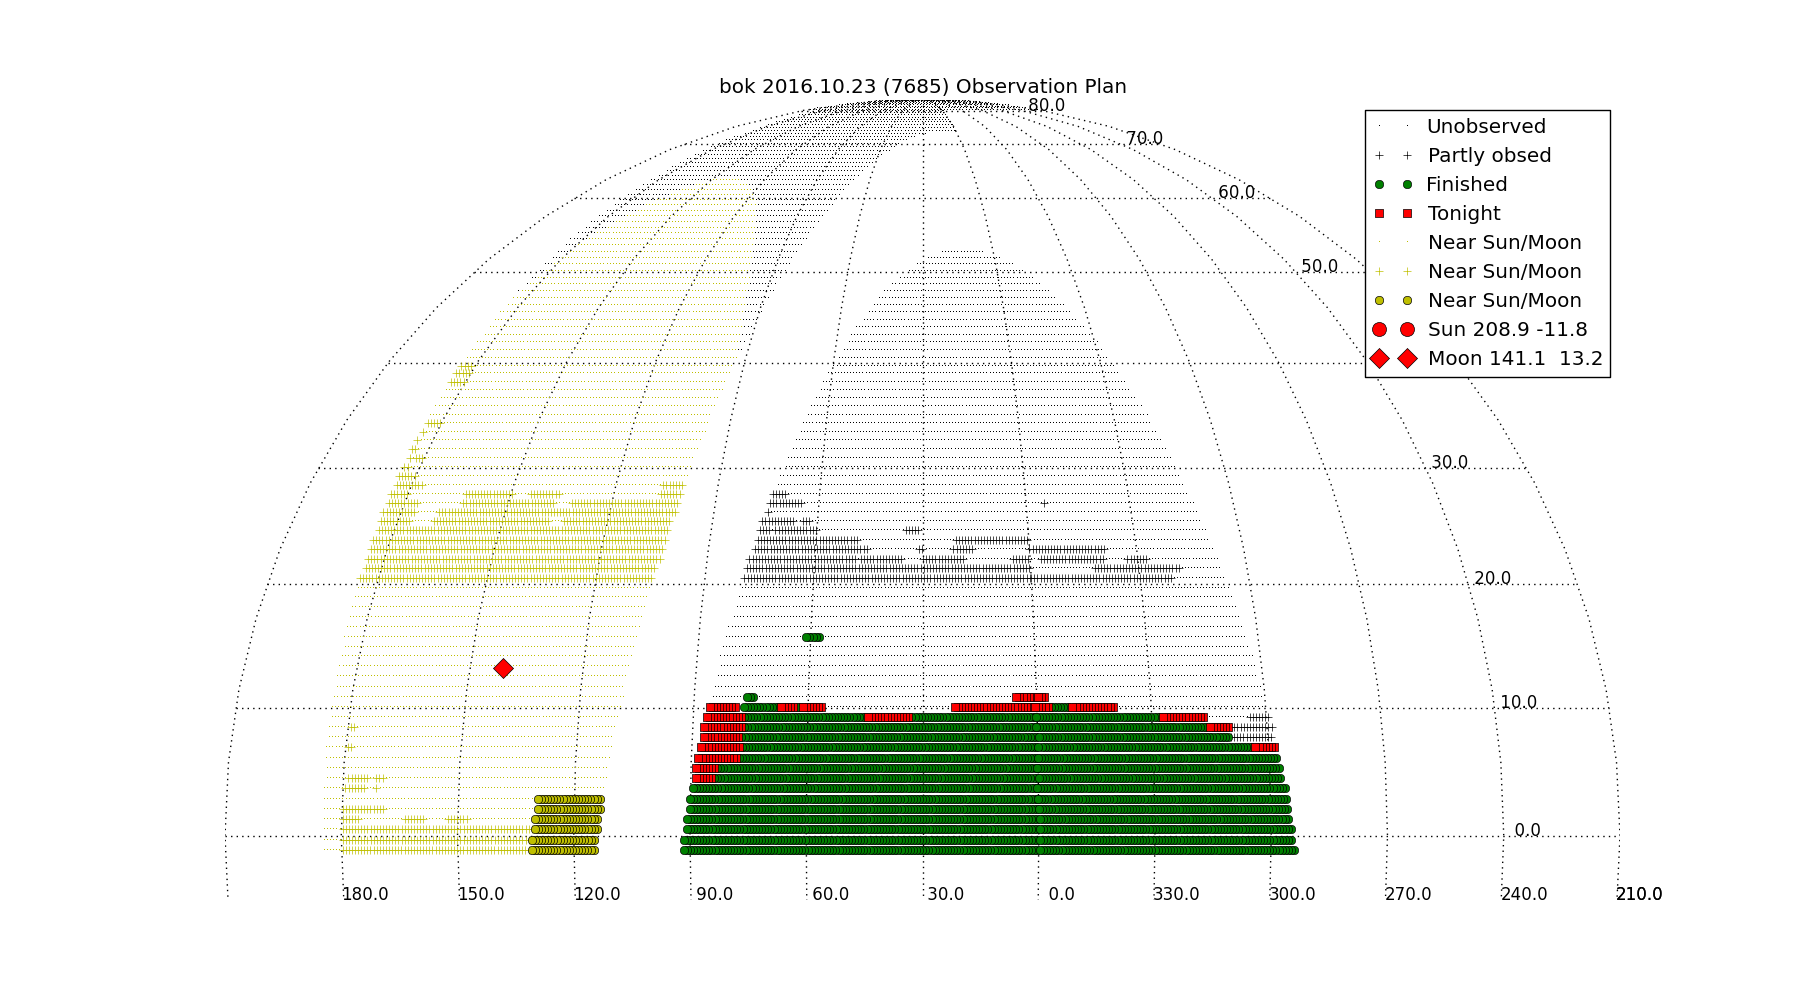 bok 2016.10.23 (7685) Observation Plan
80.0
70.0
60.0
50.0
30.0
20.0
10.0
0.0
Unobserved
Partly obsed
Finished
Tonight
Near Sun/Moon
Near Sun/Moon
Near Sun/Moon
Sun 208.9 -11.8
Moon 141.1 13.2
180.0 150.0 120.0 90.0 60.0 30.0 0.0 330.0 300.0 270.0 240.0 210.0